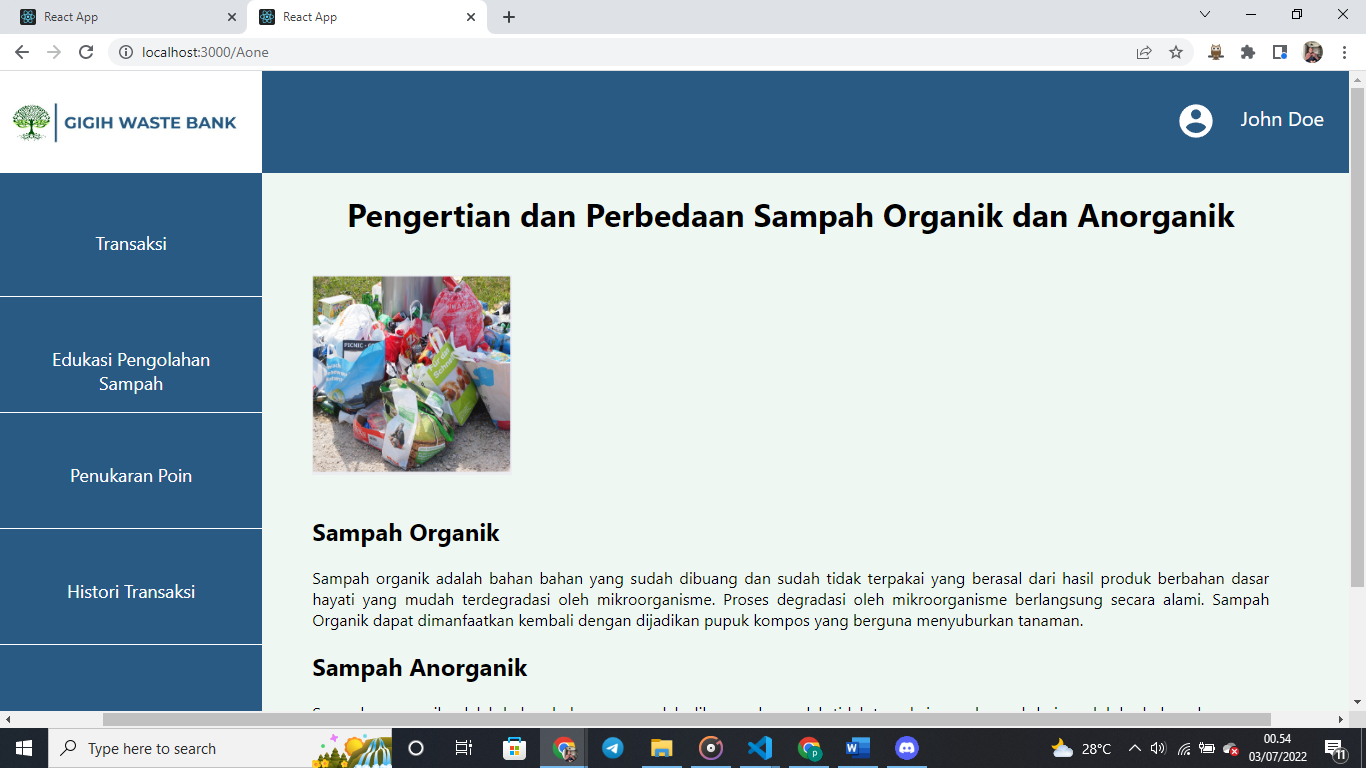 React App
React App
localhost:3000/Aone
GIGIH WASTE BANK
John Doe
Transaksi
Edukasi Pengolahan
Sampah
Penukaran Poin
Histori Transaksi
Pengertian dan Perbedaan Sampah Organik dan Anorganik
Sampah Organik
Sampah organik adalah bahan bahan yang sudah dibuang dan sudah tidak terpakai yang berasal dari hasil produk berbahan dasar
hayati yang mudah terdegradasi oleh mikroorganisme. Proses degradasi oleh mikroorganisme berlangsung secara alami. Sampah
Organik dapat dimanfaatkan kembali dengan dijadikan pupuk kompos yang berguna menyuburkan tanaman.
Sampah Anorganik
Type here to search
28°C
00.54
03/07/2022
11